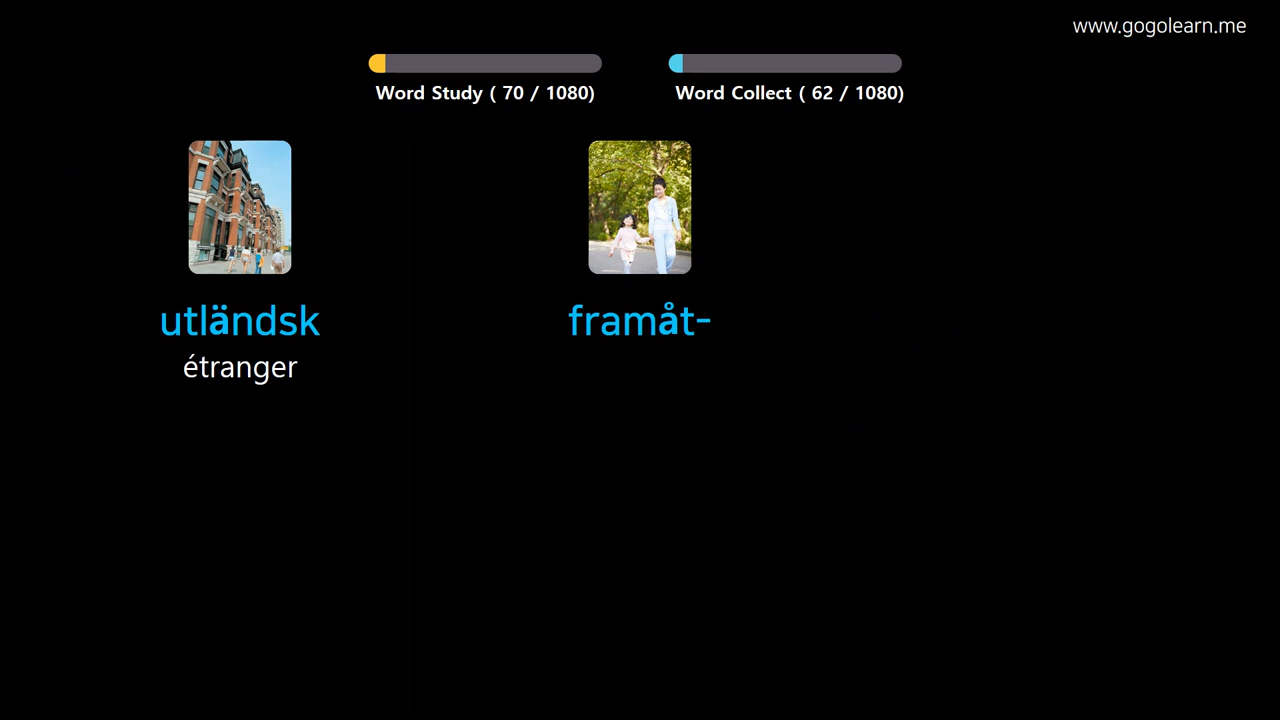 www.gogolearn.me
Word Study ( 70 / 1080)
Word Collect ( 62 / 1080)
utländsk
étranger
framåt-